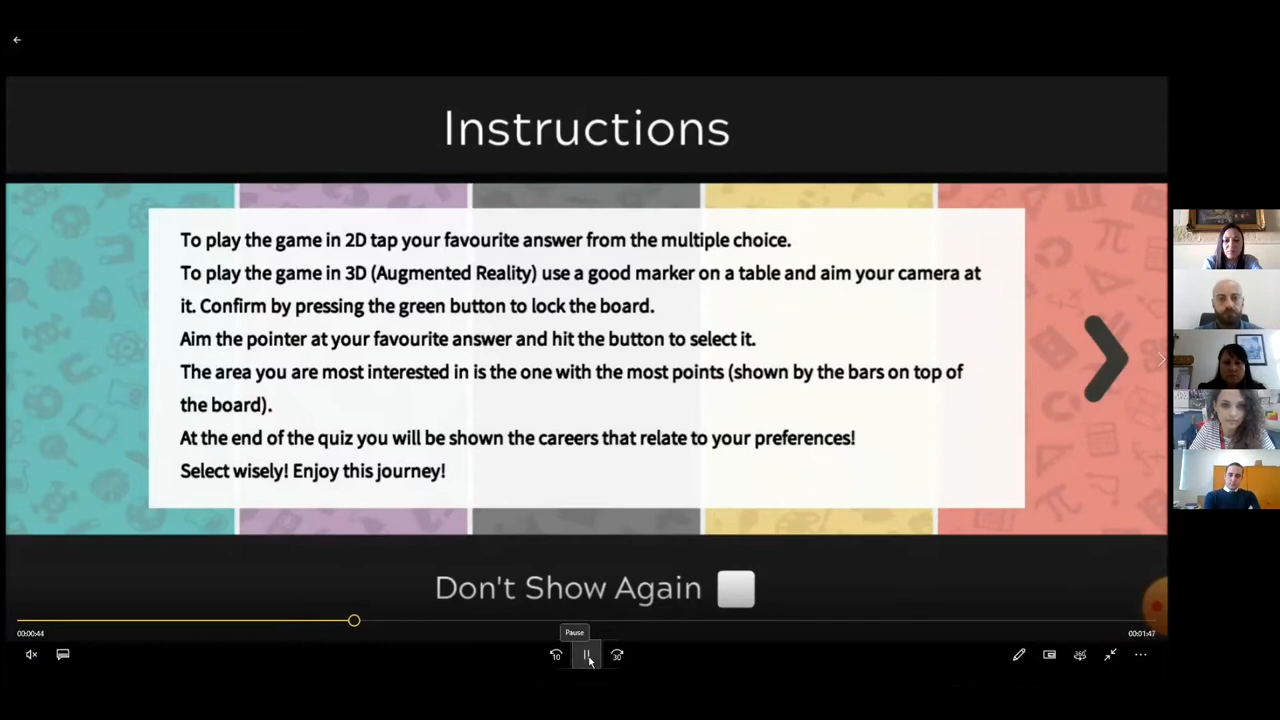 Instructions
To play the game in 2D tap your favourite answer from the multiple choice.
To play the game in 3D (Augmented Reality) use a good marker on a table and aim your camera at
it. Confirm by pressing the green button to lock the board.
Aim the pointer at your favourite answer and hit the button to select it.
The area you are most interested in is the one with the most points (shown by the bars on top of
the board).
At the end of the quiz you will be shown the careers that relate to your preferences!
Select wisely! Enjoy this journey!
Don't Show Again
Pause
00:00:44
00:01:47
10
30
360